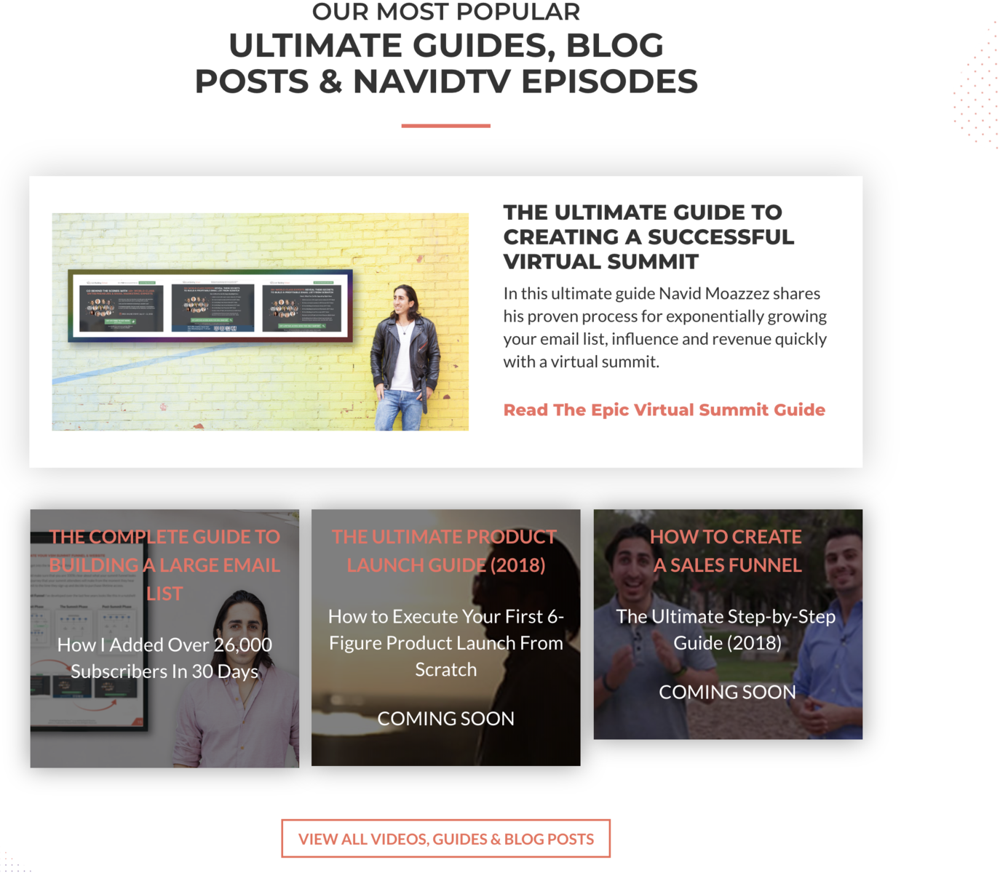 OUR MOST POPULAR
ULTIMATE GUIDES, BLOG
POSTS & NAVIDTV EPISODES
THE ULTIMATE GUIDE TO
CREATING A SUCCESSFUL
VIRTUAL SUMMIT
In this ultimate guide Navid Moazzez shares
his proven process for exponentially growing
your email list, influence and revenue quickly
with a virtual summit.
Read The Epic Virtual Summit Guide
THE COMPLETE GUIDE TO
BUILDING A LARGE EMAIL
LIST
How I Added Over 26,000
Subscribers In 30 Days
THE ULTIMATE PRODUCT
LAUNCH GUIDE (2018)
How to Execute Your First 6-
Figure Product Launch From
Scratch
COMING SOON
HOW TO CREATE
A SALES FUNNEL
The Ultimate Step-by-Step
Guide (2018)
COMING SOON
VIEW ALL VIDEOS, GUIDES & BLOG POSTS